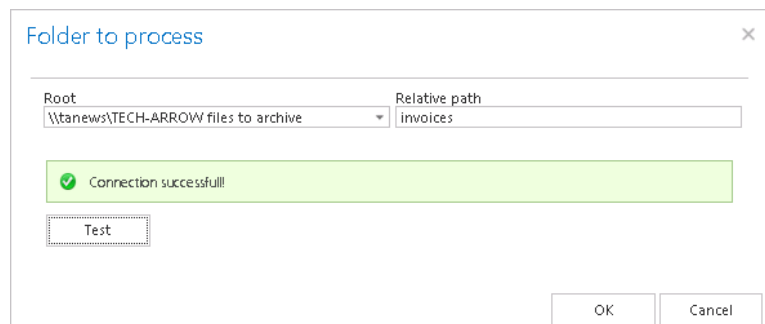 Folder to process
Root Relative path
\\tanews\TECH-ARROW files to archive invoices
Connection successfull!
Test
OK Cancel